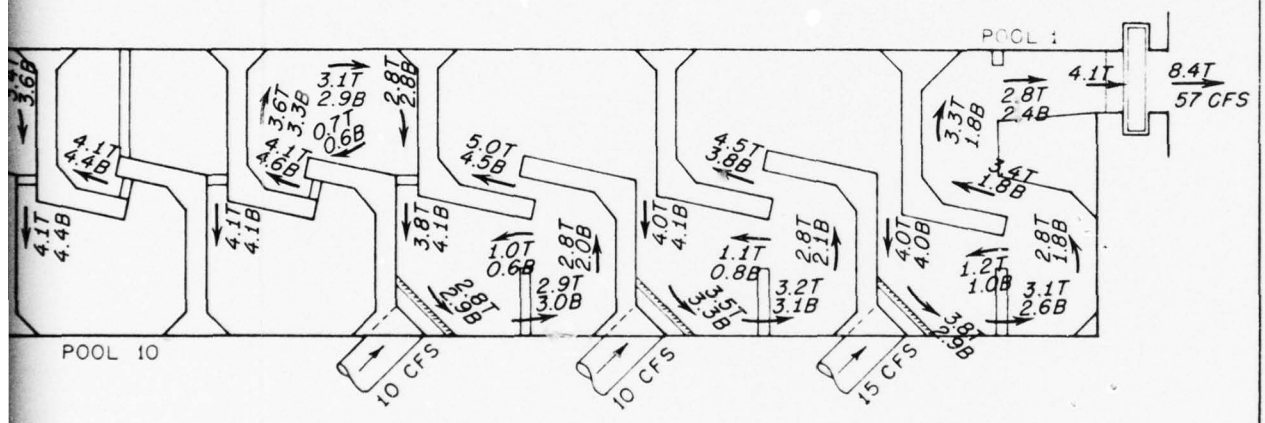 POOL 1
3.4T
3.6B
4.1T
4.4B
4.1T
4.4B
3.1T
2.9B
3.6T
3.3B
0.7T
0.6B
2.8T
2.8B
4.1T
4.6B
4.1T
4.1B
5.0T
4.5B
3.8T
4.1B
1.0T
0.6B
2.8T
2.0B
2.8T
2.9B
2.9T
3.0B
4.5T
3.8B
4.0T
4.1B
1.1T
0.8B
2.8T
2.1B
3.5T
3.3B
3.2T
3.1B
3.3T
1.8B
2.8T
2.4B
4.1T
8.4T
57 CFS
3.4T
1.8B
4.0T
4.0B
1.2T
1.0B
2.8T
1.8B
3.8T
2.9B
3.1T
2.6B
POOL 10
10 CFS
10 CFS
15 CFS